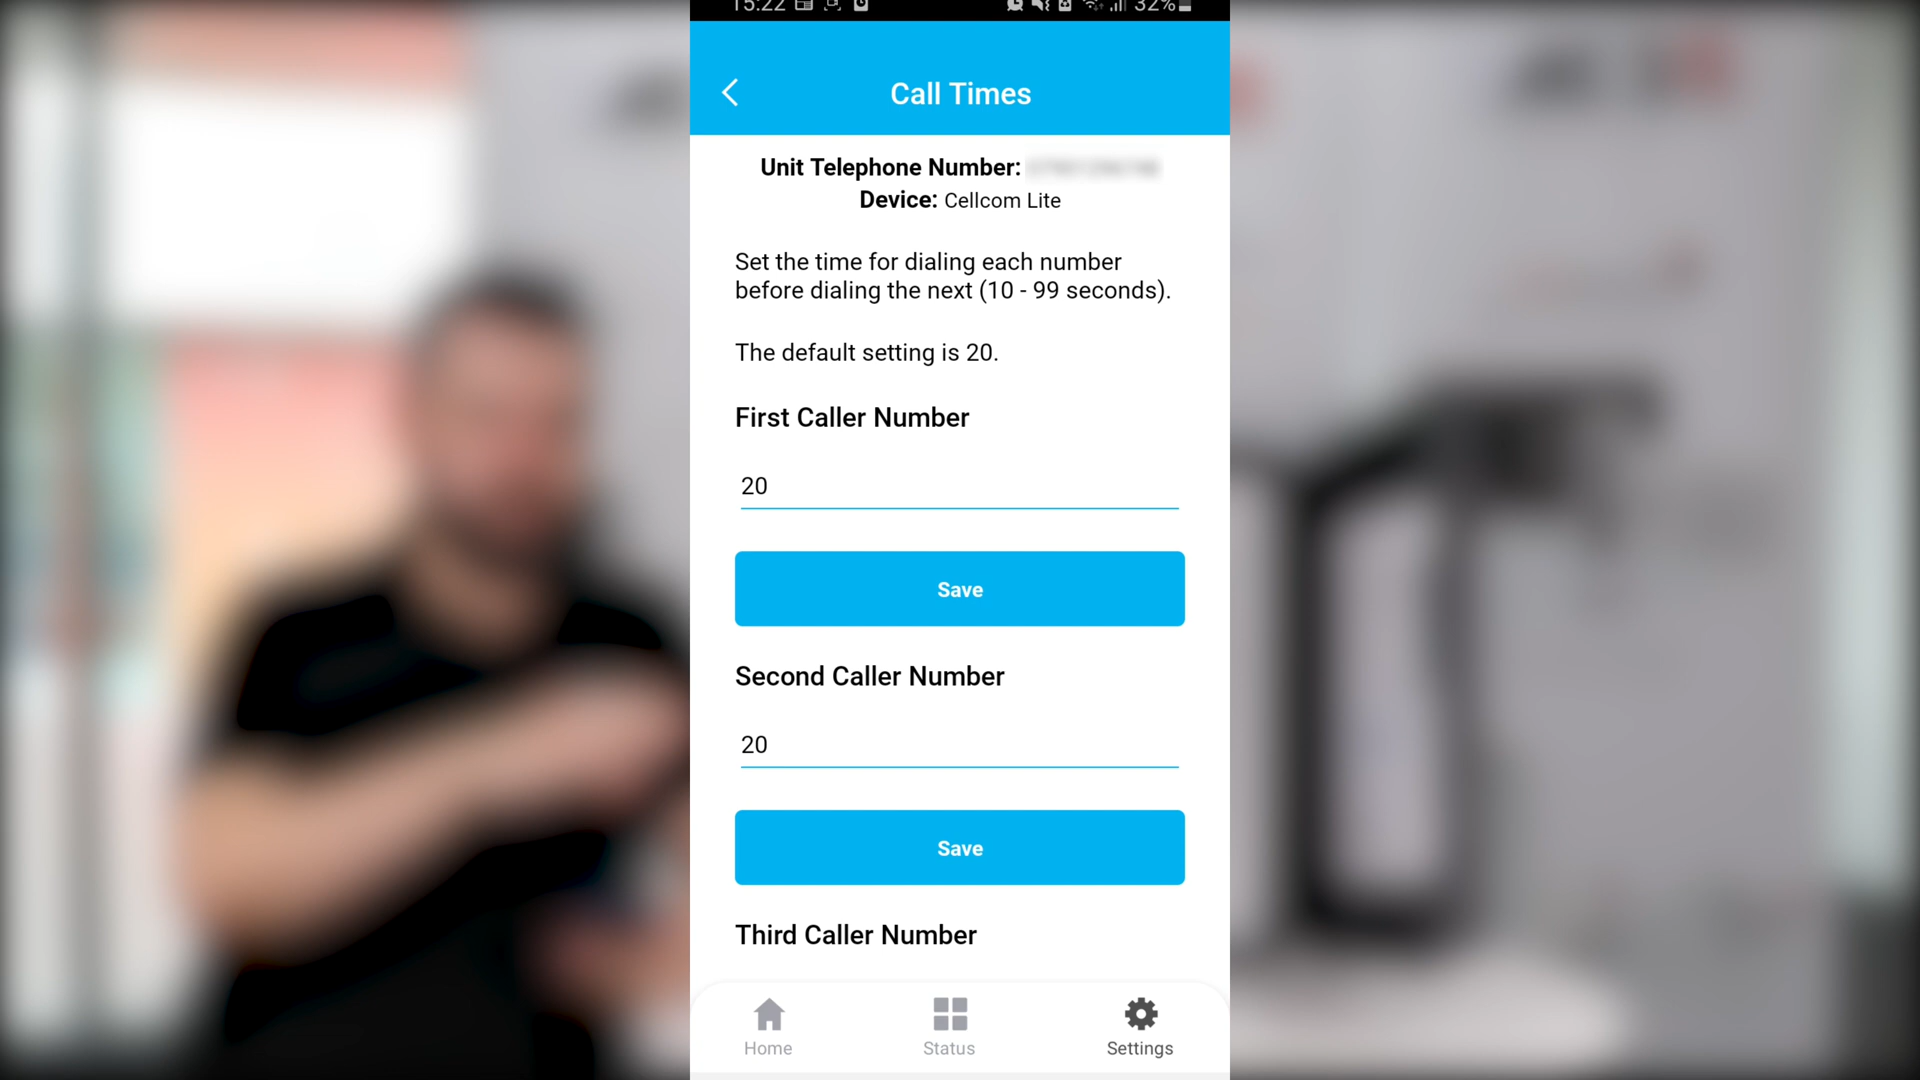 15:22 32%
Call Times
Unit Telephone Number:
Device: Cellcom Lite
Set the time for dialing each number
before dialing the next (10 - 99 seconds).
The default setting is 20.
First Caller Number
20
Save
Second Caller Number
20
Save
Third Caller Number
Home Status Settings